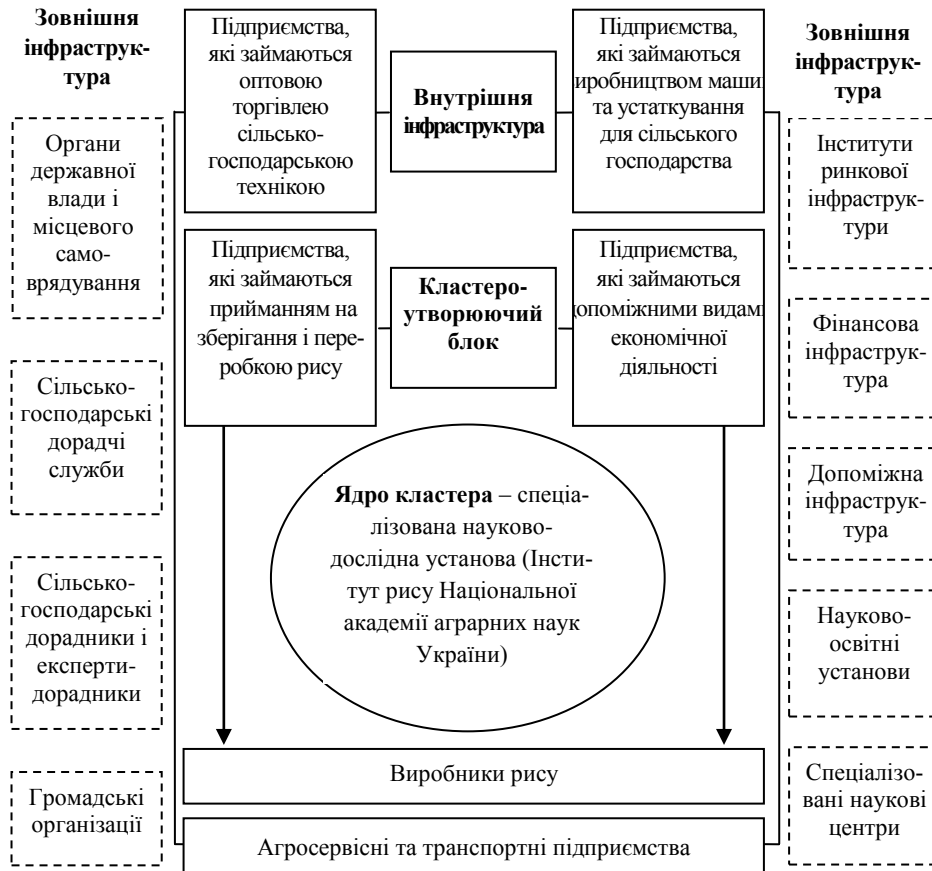 Зовнішня
інфраструк-
тура
Органи
державної
влади і
місцевого
само-
врядування
Сільсько-
господарські
дорадчі
служби
Сільсько-
господарські
дорадники і
експерти-
дорадники
Громадські
організації
Підприємства,
які займаються
оптовою
торгівлею
сільсько-
господарською
технікою
Внутрішня
інфраструктура
Підприємства,
які займаються
иробництвом маши
та устаткування
для сільського
господарства
Підприємства,
які займаються
прийманням на
зберігання і пере-
робкою рису
Кластеро-
утворюючий
блок
Підприємства,
які займаються
допоміжними видами
економічної
діяльності
Ядро кластера – спеціа-
лізована науково-
дослідна установа (Інсти-
тут рису Національної
академії аграрних наук
України)
Виробники рису
Агросервісні та транспортні підприємства
Зовнішня
інфраструк-
тура
Інститути
ринкової
інфраструк-
тури
Фінансова
інфраструк-
тура
Допоміжна
інфраструк-
тура
Науково-
освітні
установи
Спеціалізо-
вані наукові
центри